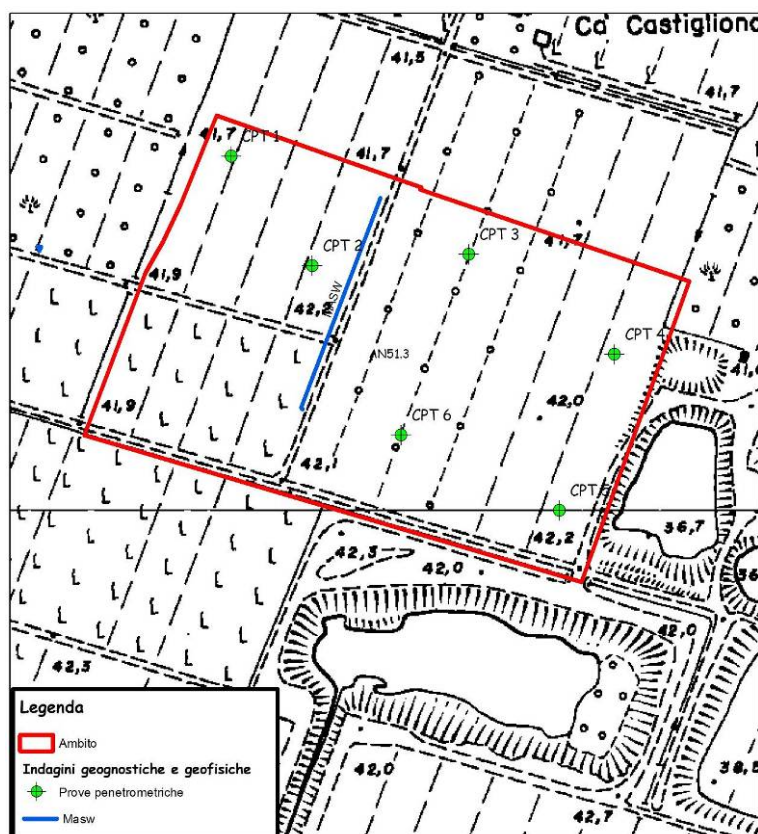 Ca' Castigliona
41,5
41,7
41,7
CPT 1
41,7
41,7
CPT 2
CPT 3
41,9
42,2
MASW
CPT 4
AN51.3
42,0
41,9
CPT 6
42,1
CPT 5
42,2
36,7
42,3
42,0
42,0
42,3
42,0
38,5
42,7
Legenda
Ambito
Indagini geognostiche e geofisiche
Prove penetrometriche
Masw